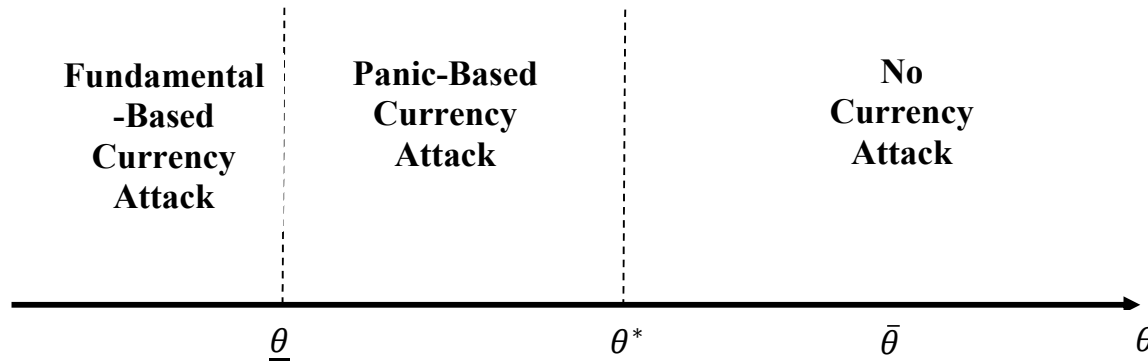 Fundamental
-Based
Currency
Attack
Panic-Based
Currency
Attack
No
Currency
Attack
θ̲
θ*
θ̄
θ